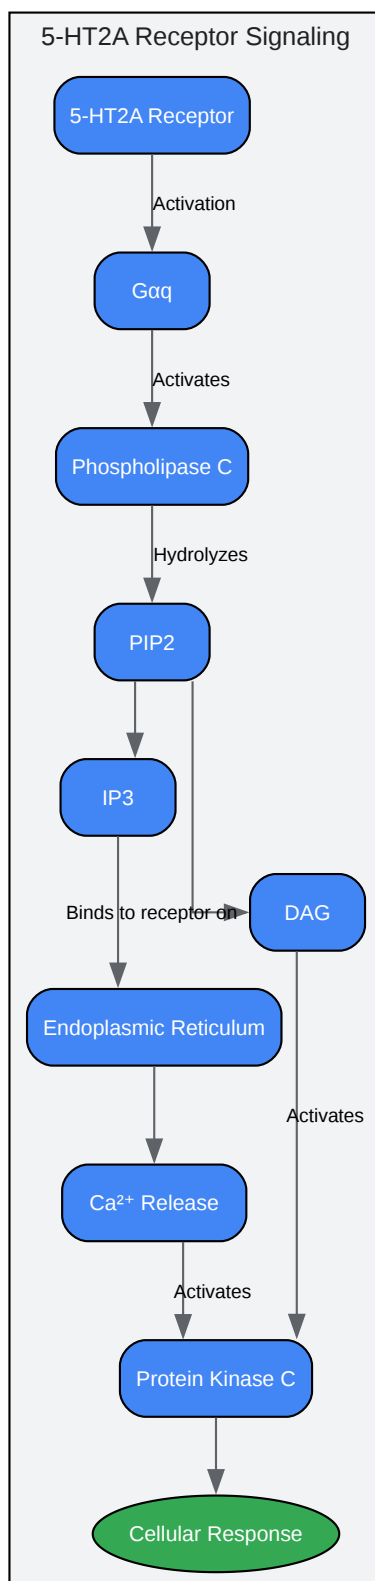 5-HT2A Receptor Signaling
5-HT2A Receptor
Activation
Gαq
Activates
Phospholipase C
Hydrolyzes
PIP2
IP3
Binds to receptor on
DAG
Endoplasmic Reticulum
Activates
Ca²⁺ Release
Activates
Protein Kinase C
Cellular Response